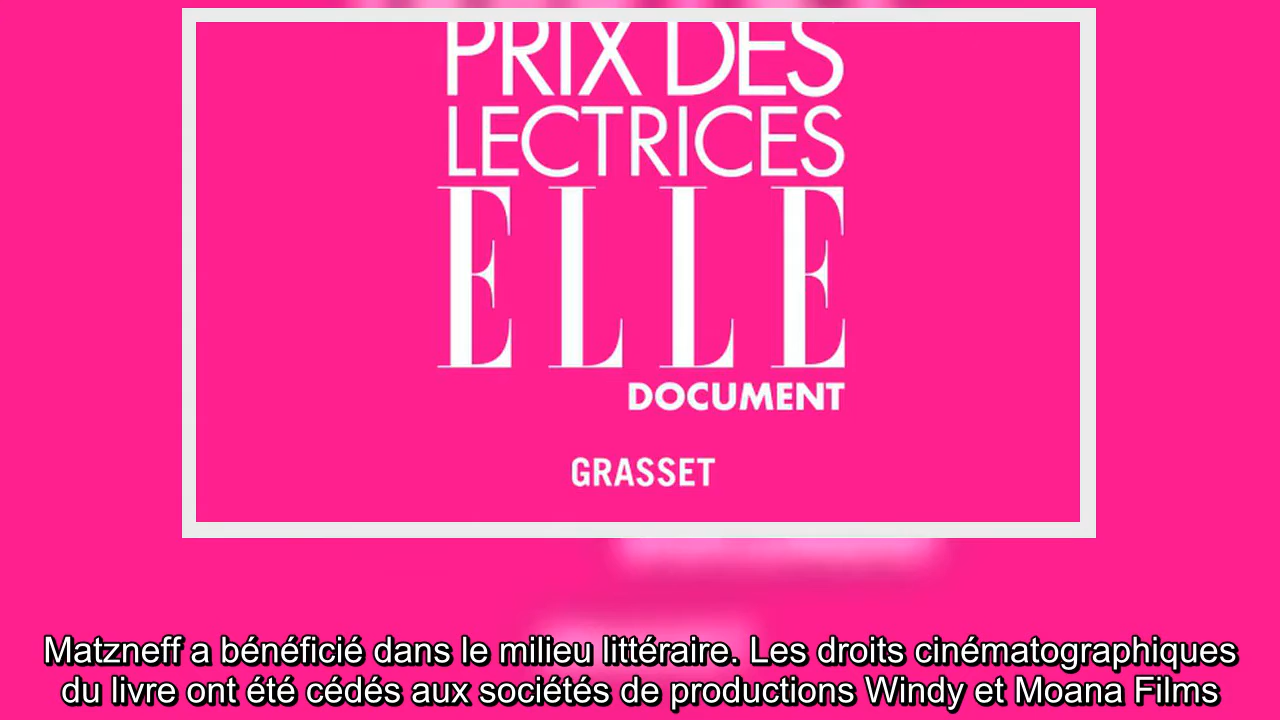 PRIX DES
LECTRICES
ELLE
DOCUMENT
GRASSET
Matzneff a bénéficié dans le milieu littéraire. Les droits cinématographiques
du livre ont été cédés aux sociétés de productions Windy et Moana Films